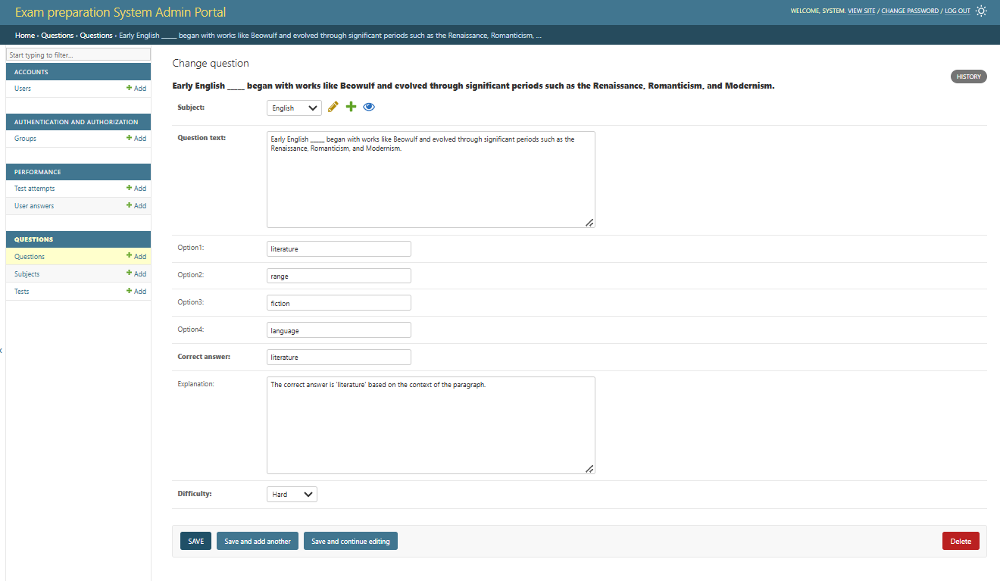 Exam preparation System Admin Portal
WELCOME, SYSTEM. VIEW SITE / CHANGE PASSWORD / LOG OUT
Home › Questions › Questions › Early English _____ began with works like Beowulf and evolved through significant periods such as the Renaissance, Romanticism, ...
Start typing to filter...
ACCOUNTS
Users + Add
AUTHENTICATION AND AUTHORIZATION
Groups + Add
PERFORMANCE
Test attempts + Add
User answers + Add
QUESTIONS
Questions + Add
Subjects + Add
Tests + Add
Change question
HISTORY
Early English _____ began with works like Beowulf and evolved through significant periods such as the Renaissance, Romanticism, and Modernism.
Subject: English
Question text:
Early English _____ began with works like Beowulf and evolved through significant periods such as the
Renaissance, Romanticism, and Modernism.
Option1: literature
Option2: range
Option3: fiction
Option4: language
Correct answer: literature
Explanation: The correct answer is 'literature' based on the context of the paragraph.
Difficulty: Hard
SAVE Save and add another Save and continue editing Delete